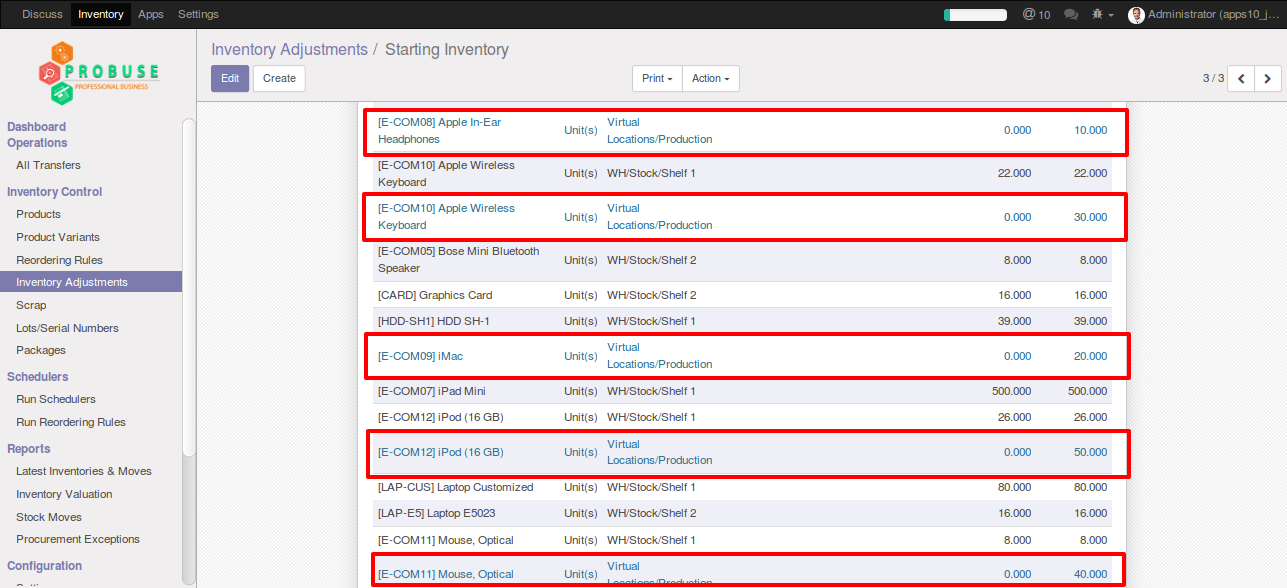 Discuss Inventory Apps Settings
@ 10 Administrator (apps10_j...
PROBUSE
PROFESSIONAL BUSINESS
Dashboard
Operations
All Transfers
Inventory Control
Products
Product Variants
Reordering Rules
Inventory Adjustments
Scrap
Lots/Serial Numbers
Packages
Schedulers
Run Schedulers
Run Reordering Rules
Reports
Latest Inventories & Moves
Inventory Valuation
Stock Moves
Procurement Exceptions
Configuration
Inventory Adjustments / Starting Inventory
Edit Create Print Action 3 / 3
[E-COM08] Apple In-Ear
Headphones
Unit(s)
Virtual
Locations/Production
0.000 10.000
[E-COM10] Apple Wireless
Keyboard
Unit(s) WH/Stock/Shelf 1 22.000 22.000
[E-COM10] Apple Wireless
Keyboard
Unit(s)
Virtual
Locations/Production
0.000 30.000
[E-COM05] Bose Mini Bluetooth
Speaker
Unit(s) WH/Stock/Shelf 2 8.000 8.000
[CARD] Graphics Card Unit(s) WH/Stock/Shelf 2 16.000 16.000
[HDD-SH1] HDD SH-1 Unit(s) WH/Stock/Shelf 1 39.000 39.000
[E-COM09] iMac Unit(s)
Virtual
Locations/Production
0.000 20.000
[E-COM07] iPad Mini Unit(s) WH/Stock/Shelf 1 500.000 500.000
[E-COM12] iPod (16 GB) Unit(s) WH/Stock/Shelf 1 26.000 26.000
[E-COM12] iPod (16 GB) Unit(s)
Virtual
Locations/Production
0.000 50.000
[LAP-CUS] Laptop Customized Unit(s) WH/Stock/Shelf 1 80.000 80.000
[LAP-E5] Laptop E5023 Unit(s) WH/Stock/Shelf 2 16.000 16.000
[E-COM11] Mouse, Optical Unit(s) WH/Stock/Shelf 1 8.000 8.000
[E-COM11] Mouse, Optical Unit(s)
Virtual
Locations/Production
0.000 40.000